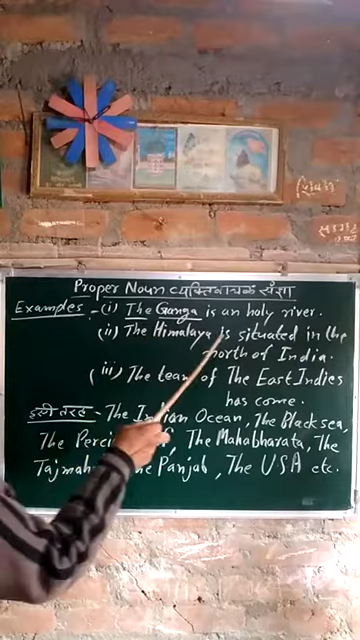 Proper Noun व्यक्तिवाचक संज्ञा
Examples - (i) The Ganga is an holy river.
(ii) The Himalaya is situated in the
north of India.
(iii) The team of The East Indies
has come.
इसी तरह - The Indian Ocean, The Black sea,
The The Mahabharata, The
The Panjab, The USA etc.